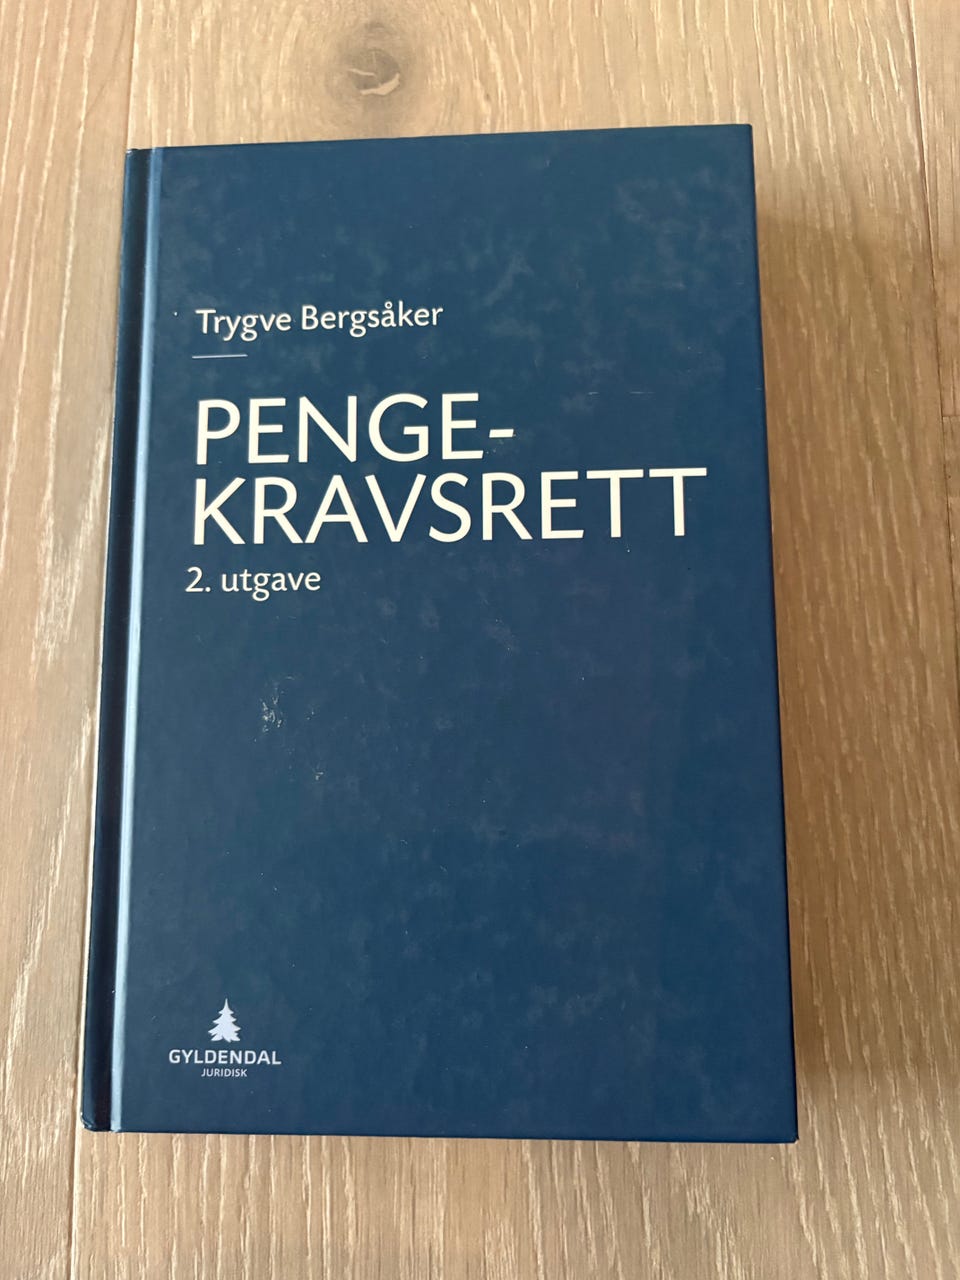 Trygve Bergsåker
PENGE-
KRAVSRETT
2. utgave
GYLDENDAL
JURIDISK